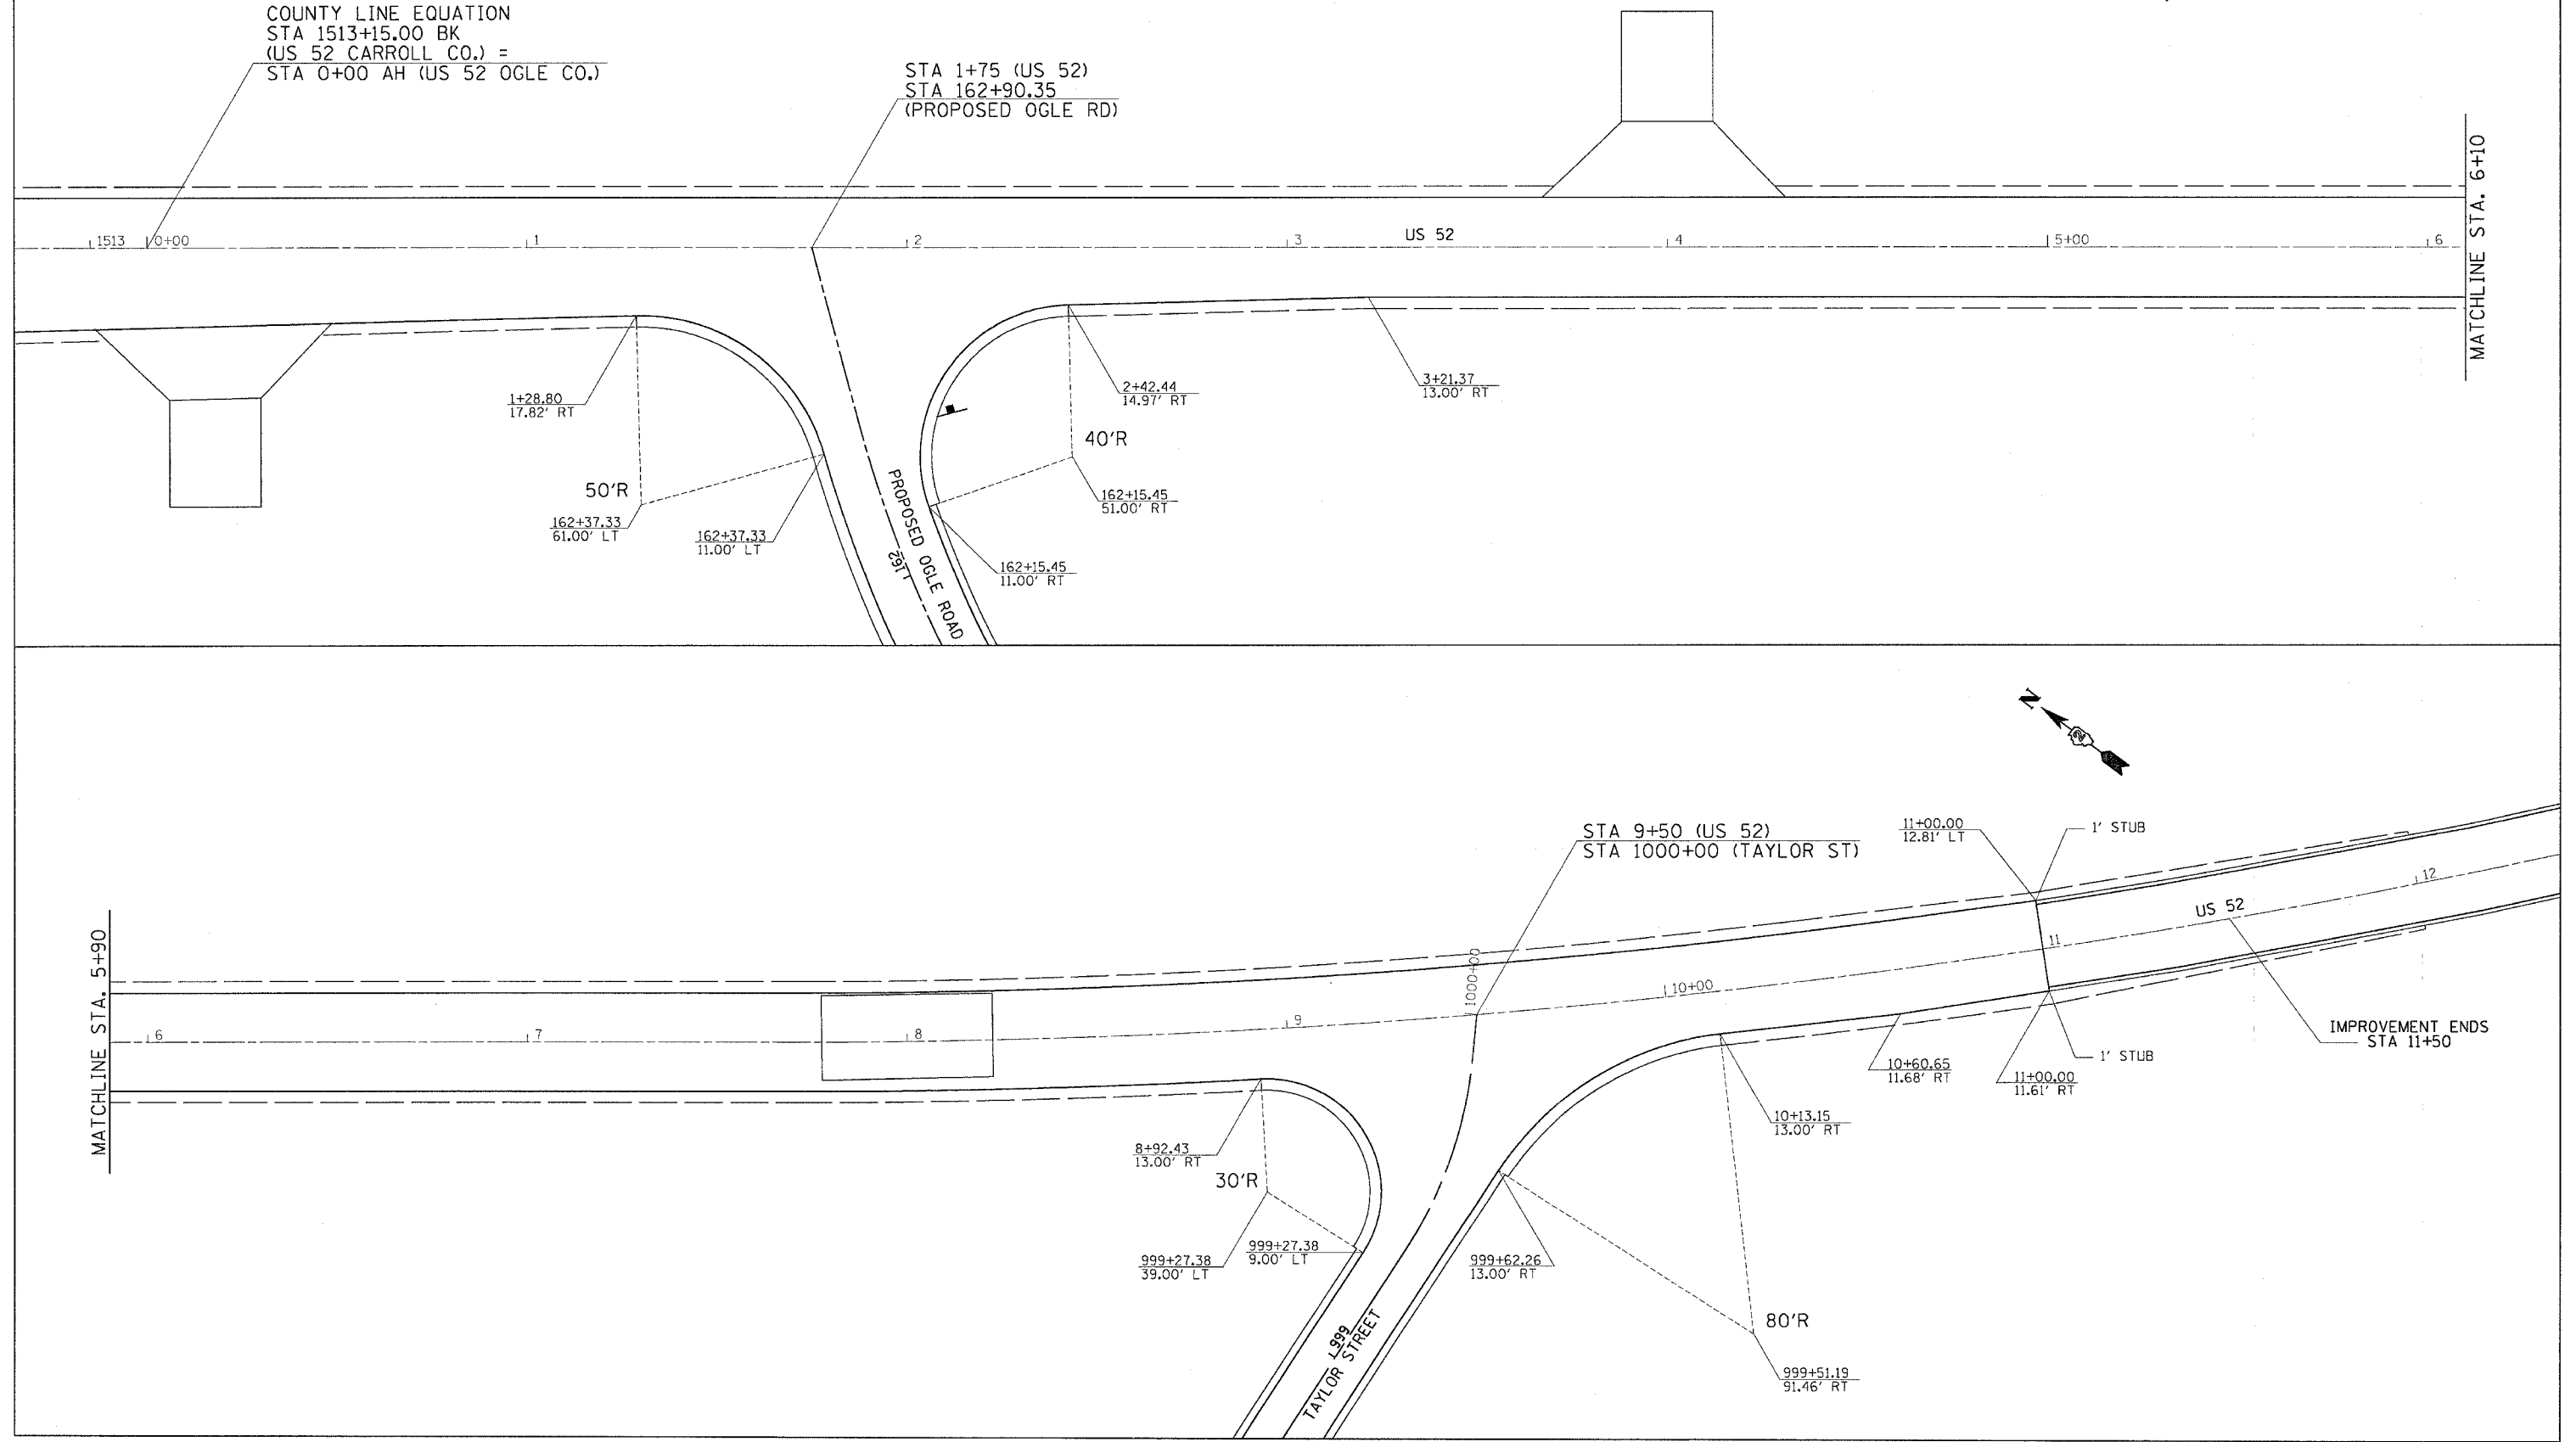 COUNTY LINE EQUATION
STA 1513+15.00 BK
(US 52 CARROLL CO.) =
STA 0+00 AH (US 52 OGLE CO.)
STA 1+75 (US 52)
STA 162+90.35
(PROPOSED OGLE RD)
MATCHLINE STA. 6+10
1513
0+00
1
2
3
US 52
4
5+00
6
1+28.80
17.82' RT
2+42.44
14.97' RT
3+21.37
13.00' RT
40'R
50'R
162+15.45
51.00' RT
162+37.33
61.00' LT
162+37.33
11.00' LT
162+15.45
11.00' RT
PROPOSED OGLE ROAD
162
N
2
STA 9+50 (US 52)
STA 1000+00 (TAYLOR ST)
11+00.00
12.81' LT
1' STUB
MATCHLINE STA. 5+90
6
7
8
9
1000+00
10+00
11
US 52
12
IMPROVEMENT ENDS
STA 11+50
1' STUB
10+60.65
11.68' RT
11+00.00
11.61' RT
10+13.15
13.00' RT
8+92.43
13.00' RT
30'R
999+27.38
39.00' LT
999+27.38
9.00' LT
999+62.26
13.00' RT
80'R
999+51.19
91.46' RT
999
TAYLOR STREET